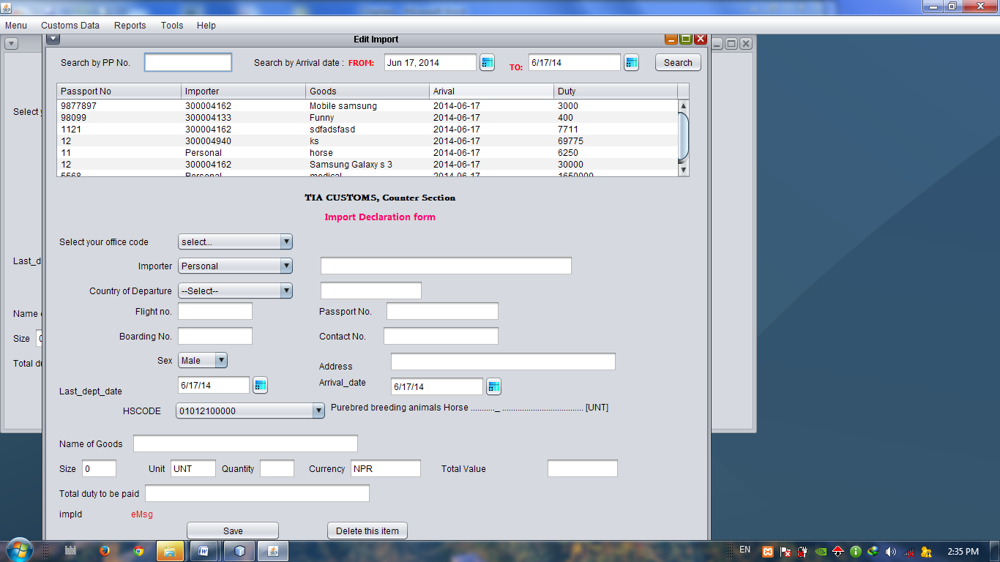 Menu Customs Data Reports Tools Help
Edit Import
Search by PP No. Search by Arrival date : FROM: Jun 17, 2014 TO: 6/17/14 Search
Passport No Importer Goods Arival Duty
9877897 300004162 Mobile samsung 2014-06-17 3000
98099 300004133 Funny 2014-06-17 400
1121 300004162 sdfadsfasd 2014-06-17 7711
12 300004940 ks 2014-06-17 69775
11 Personal horse 2014-06-17 6250
12 300004162 Samsung Galaxy s 3 2014-06-17 30000
5568 Personal medical 2014-06-17 1650000
TIA CUSTOMS, Counter Section
Import Declaration form
Select your office code select...
Importer Personal
Country of Departure --Select--
Flight no. Passport No.
Boarding No. Contact No.
Sex Male Address
Last_dept_date 6/17/14 Arrival_date 6/17/14
HSCODE 01012100000 Purebred breeding animals Horse ..........._ ..................................... [UNT]
Name of Goods
Size 0 Unit UNT Quantity Currency NPR Total Value
Total duty to be paid
impId eMsg
Save Delete this item
Select
Last_d
Name
Size
Total du
EN 2:35 PM